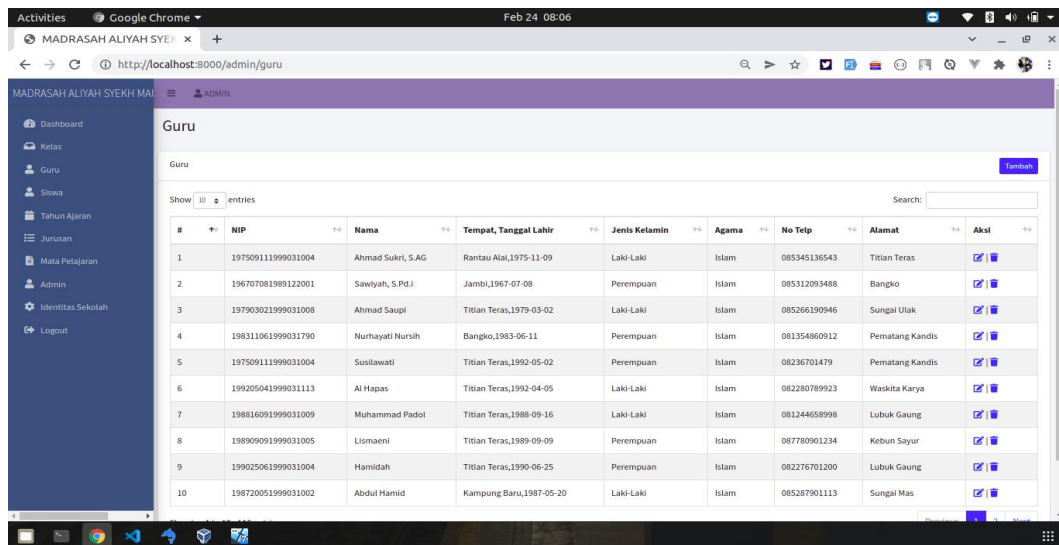 Activities Google Chrome Feb 24 08:06
MADRASAH ALIYAH SYEK
http://localhost:8000/admin/guru
MADRASAH ALIYAH SYEKH MAU ADMIN
Dashboard
Kelas
Guru
Siswa
Tahun Ajaran
Jurusan
Mata Pelajaran
Admin
Identitas Sekolah
Logout
Guru
Guru Tambah
Show 10 entries Search:
# NIP Nama Tempat, Tanggal Lahir Jenis Kelamin Agama No Telp Alamat Aksi
1 197509111999031004 Ahmad Sukri, S.AG Rantau Alai,1975-11-09 Laki-Laki Islam 085345136543 Titian Teras |
2 196707081989122001 Sawiyah, S.Pd.i Jambi,1967-07-08 Perempuan Islam 085312093488 Bangko |
3 197903021999031008 Ahmad Saupi Titian Teras,1979-03-02 Laki-Laki Islam 085266190946 Sungai Ulak |
4 198311061999031790 Nurhayati Nursih Bangko,1983-06-11 Perempuan Islam 081354860912 Pematang Kandis |
5 197509111999031004 Susilawati Titian Teras,1992-05-02 Perempuan Islam 08236701479 Pematang Kandis |
6 199205041999031113 Al Hapas Titian Teras,1992-04-05 Laki-Laki Islam 082280789923 Waskita Karya |
7 198816091999031009 Muhammad Padol Titian Teras,1988-09-16 Laki-Laki Islam 081244658998 Lubuk Gaung |
8 198909091999031005 Lismaeni Titian Teras,1989-09-09 Perempuan Islam 087780901234 Kebun Sayur |
9 199025061999031004 Hamidah Titian Teras,1990-06-25 Perempuan Islam 082276701200 Lubuk Gaung |
10 198720051999031002 Abdul Hamid Kampung Baru,1987-05-20 Laki-Laki Islam 085287901113 Sungai Mas |
Previous 1 2 Next